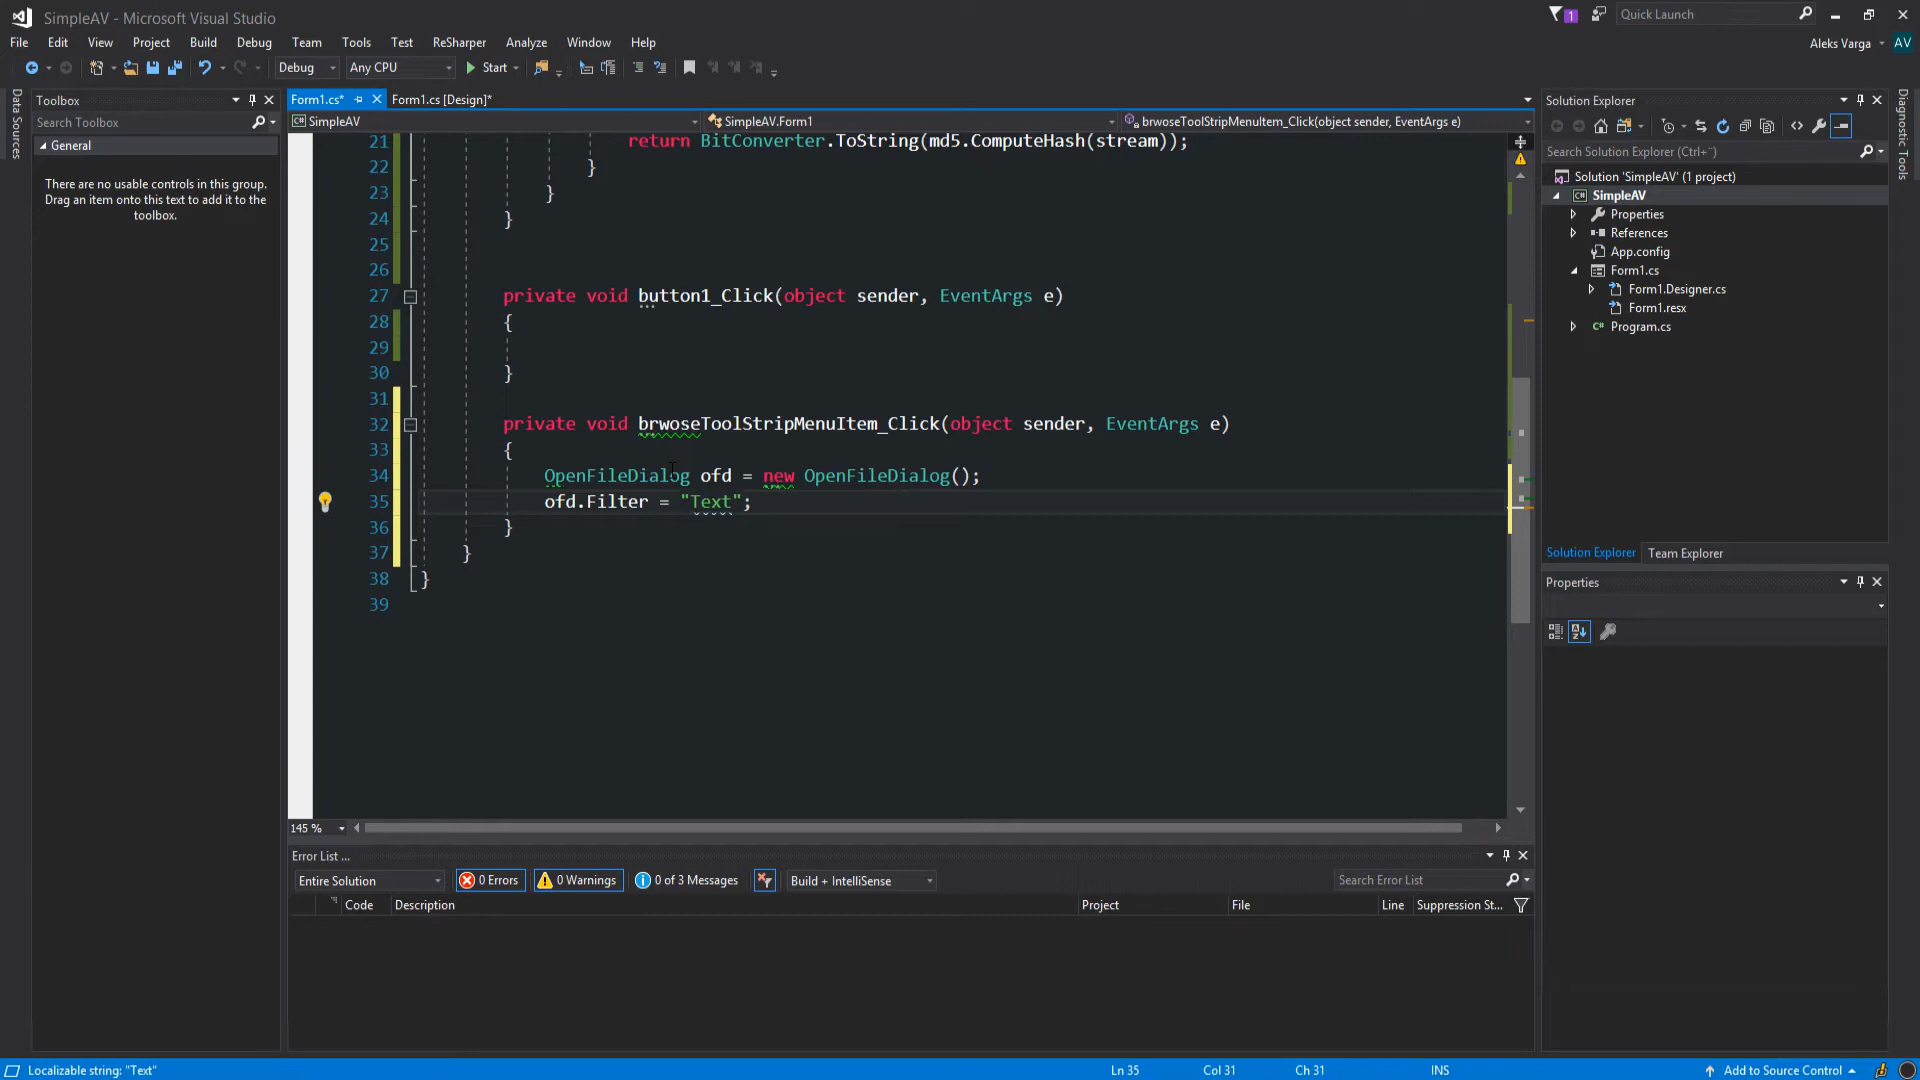 SimpleAV - Microsoft Visual Studio
1
Quick Launch
File Edit View Project Build Debug Team Tools Test ReSharper Analyze Window Help
Aleks Varga AV
Debug Any CPU Start
Data Sources
Toolbox
Search Toolbox
General
There are no usable controls in this group.
Drag an item onto this text to add it to the
toolbox.
Form1.cs* Form1.cs [Design]*
SimpleAV SimpleAV.Form1 brwoseToolStripMenuItem_Click(object sender, EventArgs e)
21 return BitConverter.ToString(md5.ComputeHash(stream));
22 }
23 }
24 }
25
26
27 private void button1_Click(object sender, EventArgs e)
28 {
29
30 }
31
32 private void brwoseToolStripMenuItem_Click(object sender, EventArgs e)
33 {
34 OpenFileDialog ofd = new OpenFileDialog();
35 ofd.Filter = "Text";
36 }
37 }
38 }
39
145 %
Error List ...
Entire Solution 0 Errors 0 Warnings 0 of 3 Messages Build + IntelliSense Search Error List
Code Description Project File Line Suppression St...
Solution Explorer
Search Solution Explorer (Ctrl+¨)
Solution 'SimpleAV' (1 project)
C# SimpleAV
Properties
References
App.config
Form1.cs
Form1.Designer.cs
Form1.resx
C# Program.cs
Solution Explorer Team Explorer
Properties
Diagnostic Tools
Localizable string: "Text" Ln 35 Col 31 Ch 31 INS Add to Source Control